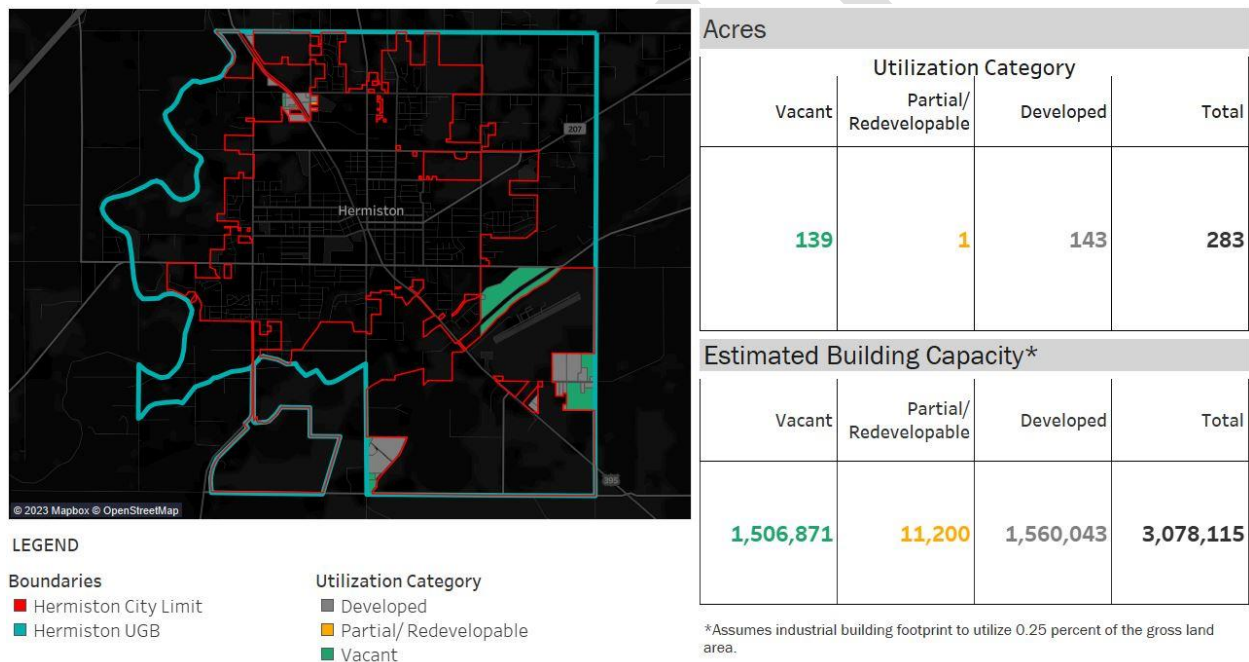 207
Hermiston
395
© 2023 Mapbox © OpenStreetMap
LEGEND
Boundaries
Hermiston City Limit
Hermiston UGB
Utilization Category
Developed
Partial/ Redevelopable
Vacant
Acres
Utilization Category
Vacant
Partial/
Redevelopable
Developed
Total
139
1
143
283
Estimated Building Capacity*
Vacant
Partial/
Redevelopable
Developed
Total
1,506,871
11,200
1,560,043
3,078,115
*Assumes industrial building footprint to utilize 0.25 percent of the gross land
area.